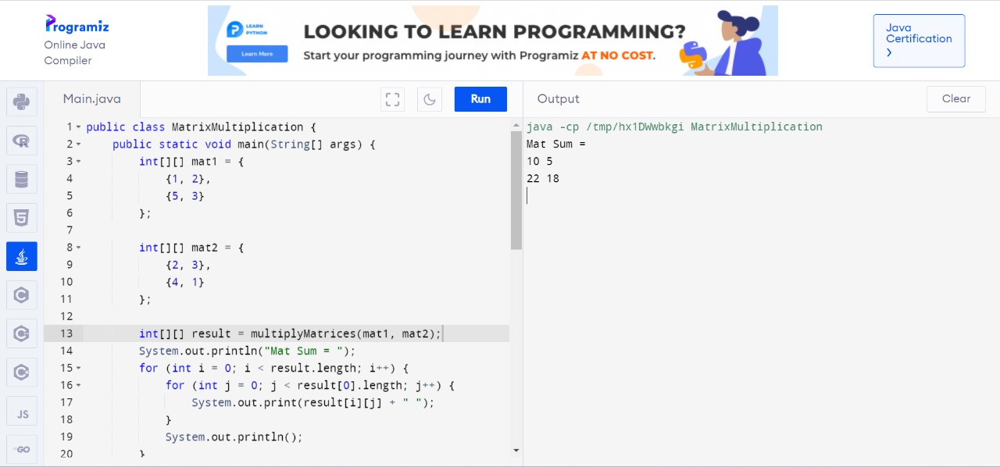 Programiz
Online Java
Compiler
LEARN
PYTHON
Learn More
LOOKING TO LEARN PROGRAMMING?
Start your programming journey with Programiz AT NO COST.
Java
Certification
❯
Main.java
Run
Output
Clear
1 public class MatrixMultiplication {
2 public static void main(String[] args) {
3 int[][] mat1 = {
4 {1, 2},
5 {5, 3}
6 };
7
8 int[][] mat2 = {
9 {2, 3},
10 {4, 1}
11 };
12
13 int[][] result = multiplyMatrices(mat1, mat2);
14 System.out.println("Mat Sum = ");
15 for (int i = 0; i < result.length; i++) {
16 for (int j = 0; j < result[0].length; j++) {
17 System.out.print(result[i][j] + " ");
18 }
19 System.out.println();
20 }
java -cp /tmp/hx1DWwbkgi MatrixMultiplication
Mat Sum =
10 5
22 18
R
5
C
C
C
JS
GO